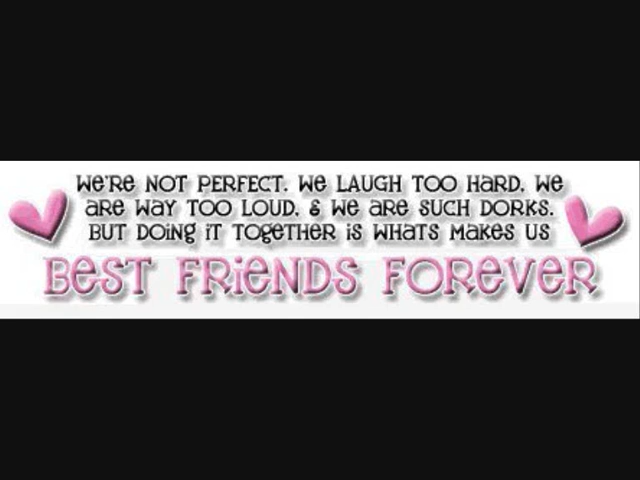 We're NOT PERFECT. We LAUGH TOO HARD. We
are way TOO LOUD. & we are SUCH DORKS.
BUT DOING iT TOGETHER IS WHATS MAKES US
BEST FRiENDS FOREVER